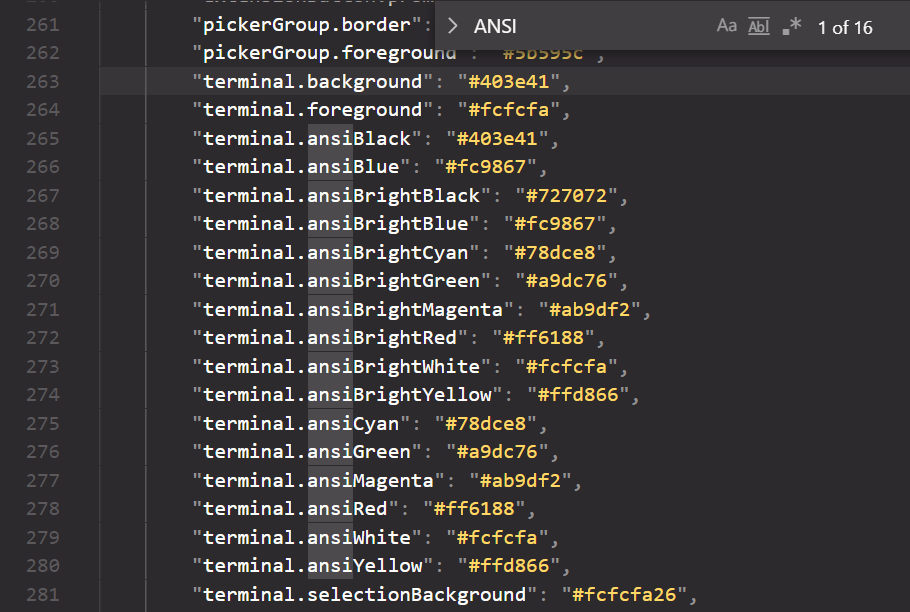 > ANSI Aa Abl .* 1 of 16
261 "pickerGroup.border":
262 "pickerGroup.foreground": "#5b595c",
263 "terminal.background": "#403e41",
264 "terminal.foreground": "#fcfcfa",
265 "terminal.ansiBlack": "#403e41",
266 "terminal.ansiBlue": "#fc9867",
267 "terminal.ansiBrightBlack": "#727072",
268 "terminal.ansiBrightBlue": "#fc9867",
269 "terminal.ansiBrightCyan": "#78dce8",
270 "terminal.ansiBrightGreen": "#a9dc76",
271 "terminal.ansiBrightMagenta": "#ab9df2",
272 "terminal.ansiBrightRed": "#ff6188",
273 "terminal.ansiBrightWhite": "#fcfcfa",
274 "terminal.ansiBrightYellow": "#ffd866",
275 "terminal.ansiCyan": "#78dce8",
276 "terminal.ansiGreen": "#a9dc76",
277 "terminal.ansiMagenta": "#ab9df2",
278 "terminal.ansiRed": "#ff6188",
279 "terminal.ansiWhite": "#fcfcfa",
280 "terminal.ansiYellow": "#ffd866",
281 "terminal.selectionBackground": "#fcfcfa26",